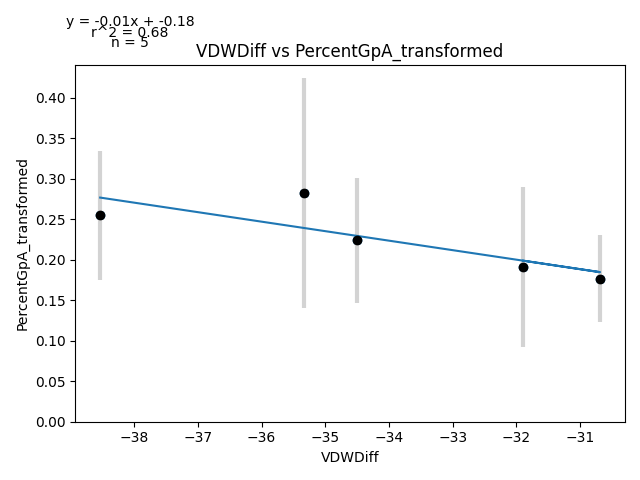 y = -0.01x + -0.18
r^2 = 0.68
n = 5
VDWDiff vs PercentGpA_transformed
PercentGpA_transformed
0.40
0.35
0.30
0.25
0.20
0.15
0.10
0.05
0.00
−38 −37 −36 −35 −34 −33 −32 −31
VDWDiff